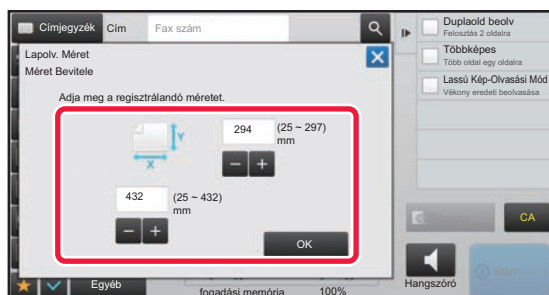 Címjegyzék Cím Fax szám
Lapolv. Méret
Méret Bevitele
Adja meg a regisztrálandó méretet.
Y
X
294 (25 ~ 297)
mm
432 (25 ~ 432)
mm
OK
Duplaold beolv
Felosztás 2 oldalra
Többképes
Több oldal egy oldalra
Lassú Kép-Olvasási Mód
Vékony eredeti beolvasása
CA
Start
Hangszóró
Egyéb
fogadási memória 100%